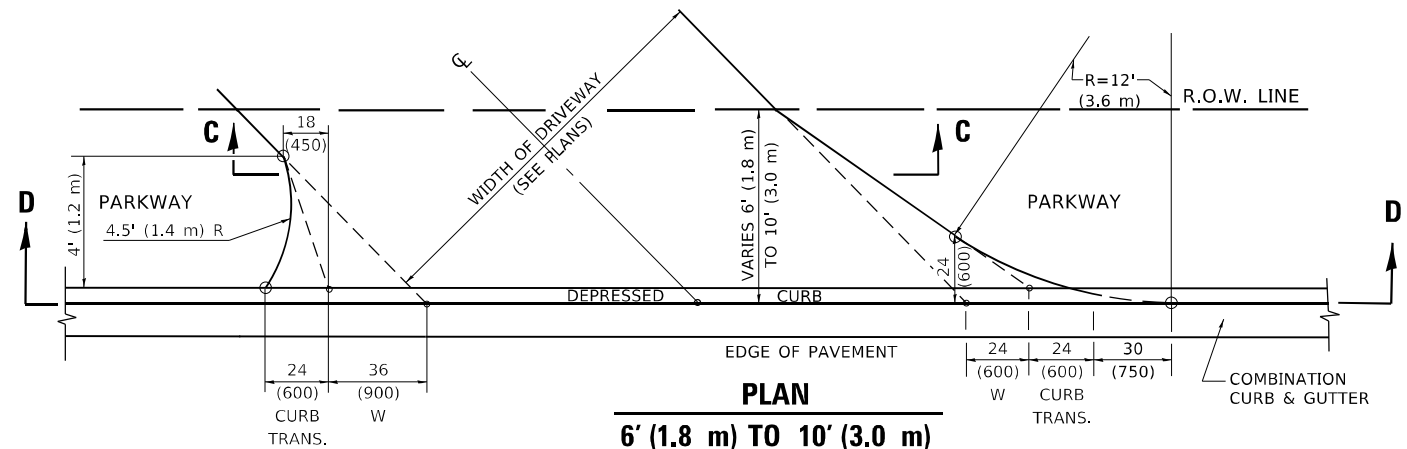 ℄
R=12'
(3.6 m)
R.O.W. LINE
18
(450)
C
C
WIDTH OF DRIVEWAY
(SEE PLANS)
4' (1.2 m)
PARKWAY
4.5' (1.4 m) R
VARIES 6' (1.8 m)
TO 10' (3.0 m)
PARKWAY
D
D
24
(600)
DEPRESSED CURB
EDGE OF PAVEMENT
24
(600)
CURB
TRANS.
36
(900)
W
24
(600)
W
24
(600)
CURB
TRANS.
30
(750)
COMBINATION
CURB & GUTTER
PLAN
6' (1.8 m) TO 10' (3.0 m)